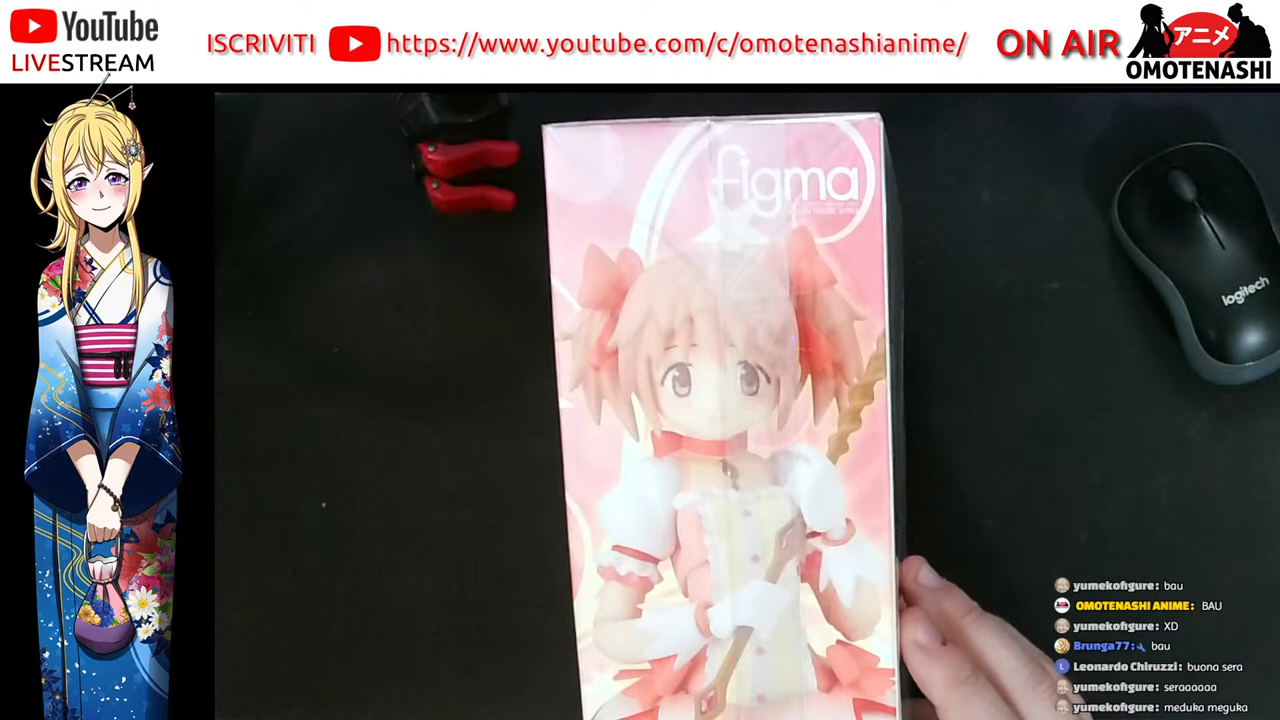 YouTube
LIVESTREAM
ISCRIVITI
https://www.youtube.com/c/omotenashianime/
ON AIR
アニメ
OMOTENASHI
figma
logitech
yumekofigure: bau
OMOTENASHI ANIME: BAU
yumekofigure: XD
Brunga77: bau
L Leonardo Chiruzzi: buona sera
yumekofigure: seraaaaaa
yumekofigure: meduka meguka